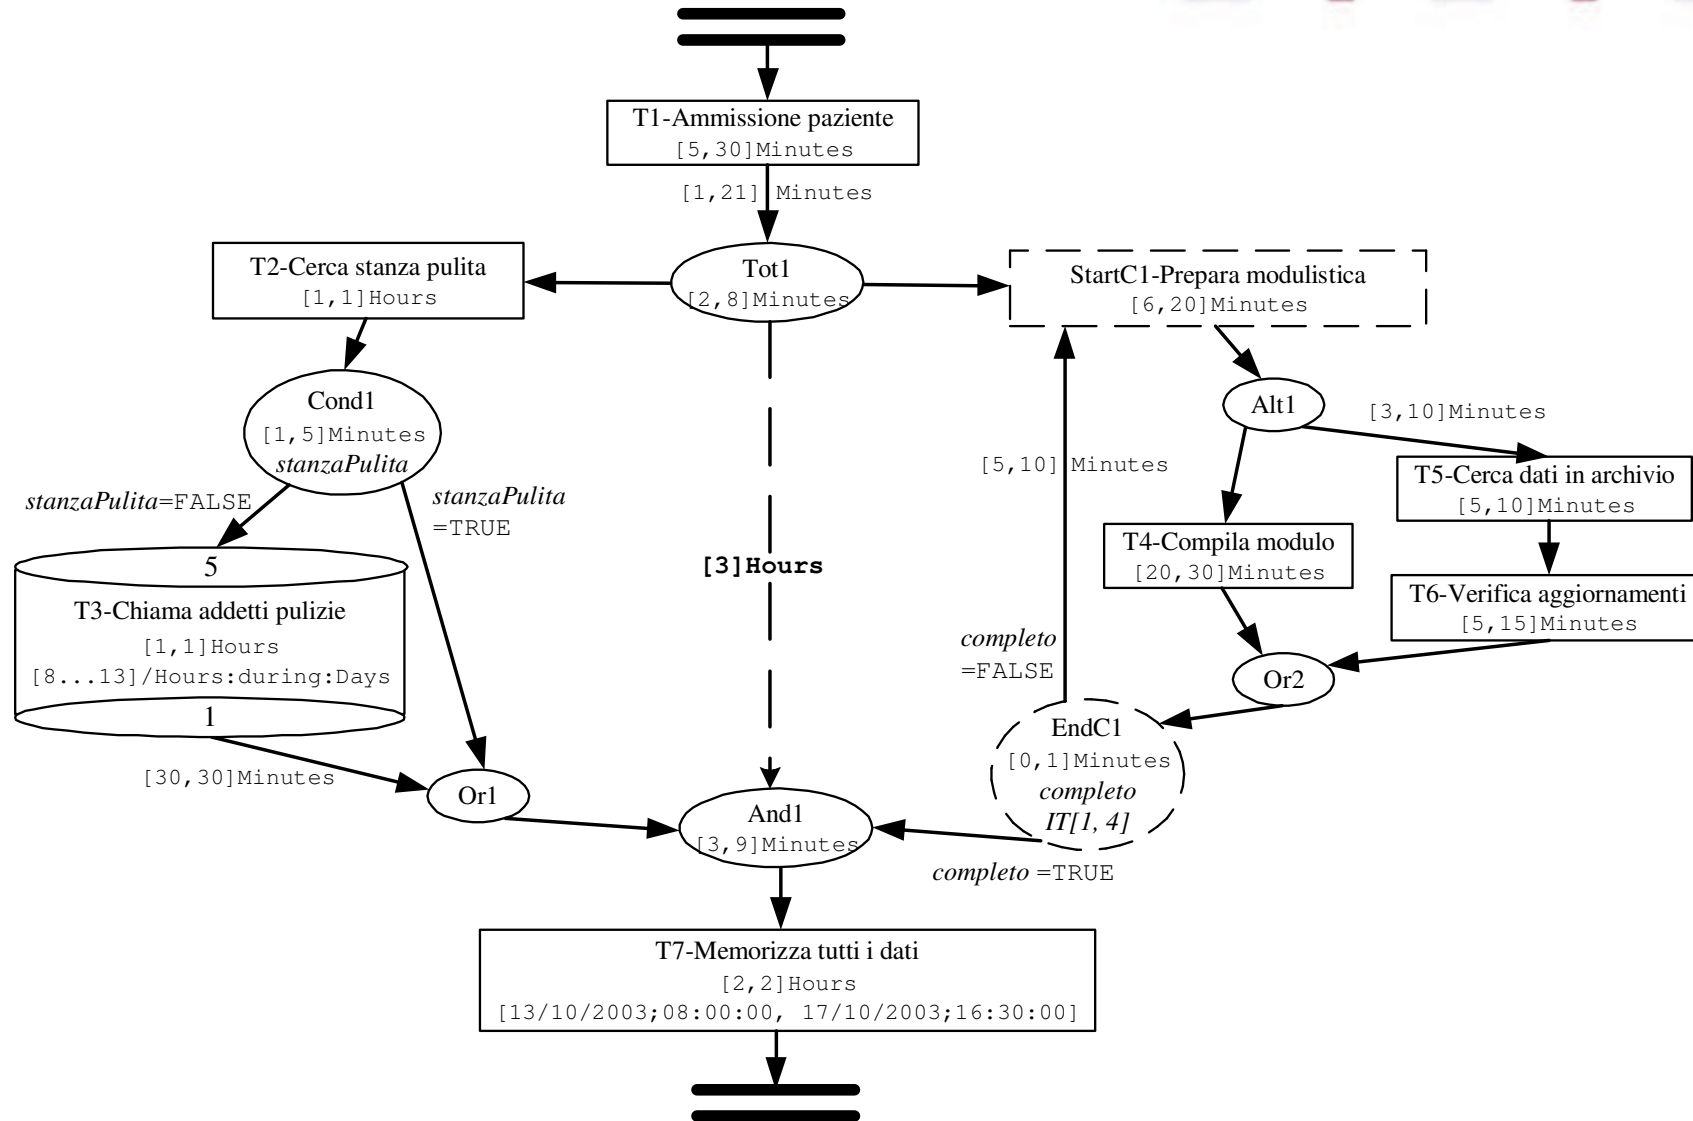 T1-Ammissione paziente
[5,30]Minutes
[1,21] Minutes
T2-Cerca stanza pulita
[1,1]Hours
Tot1
[2,8]Minutes
StartC1-Prepara modulistica
[6,20]Minutes
Cond1
[1,5]Minutes
stanzaPulita
Alt1
[3,10]Minutes
stanzaPulita=FALSE
stanzaPulita
=TRUE
[5,10] Minutes
T5-Cerca dati in archivio
[5,10]Minutes
T4-Compila modulo
[20,30]Minutes
[3]Hours
5
T3-Chiama addetti pulizie
[1,1]Hours
[8...13]/Hours:during:Days
1
T6-Verifica aggiornamenti
[5,15]Minutes
completo
=FALSE
Or2
EndC1
[0,1]Minutes
completo
IT[1, 4]
[30,30]Minutes
Or1
And1
[3,9]Minutes
completo =TRUE
T7-Memorizza tutti i dati
[2,2]Hours
[13/10/2003;08:00:00, 17/10/2003;16:30:00]